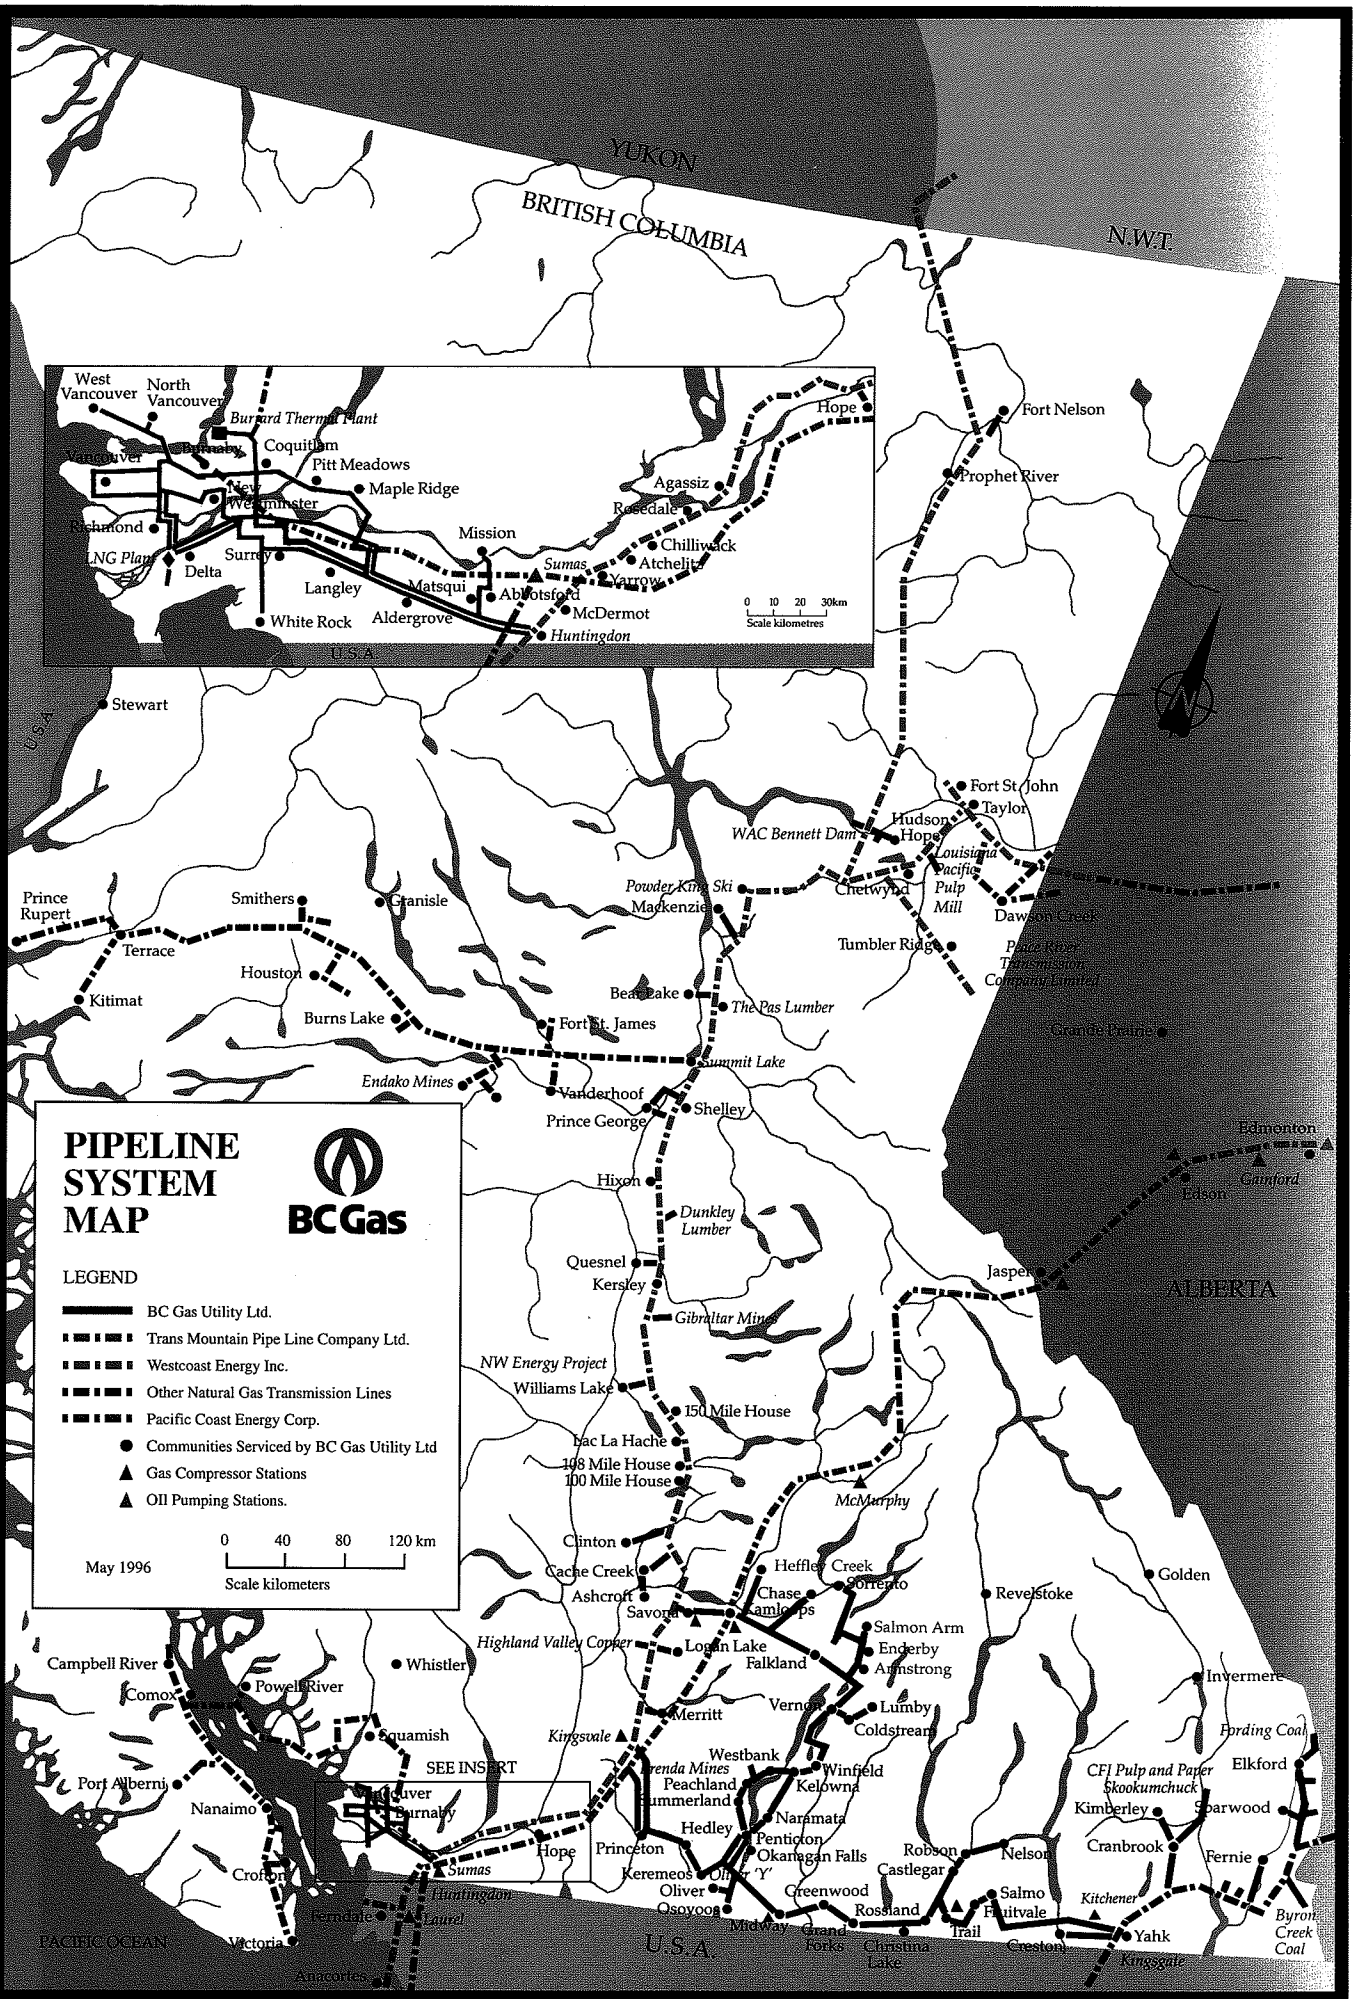 YUKON
BRITISH COLUMBIA
N.W.T.
West
Vancouver
North
Vancouver
Burrard Thermal Plant
Hope
Vancouver
Burnaby
Coquitlam
Pitt Meadows
Maple Ridge
New
Westminster
Agassiz
Rosedale
Richmond
Mission
Chilliwack
LNG Plant
Delta
Surrey
Sumas
Atchelitz
Langley
Matsqui
Abbotsford
Yarrow
Aldergrove
McDermot
White Rock
Huntingdon
0 10 20 30km
Scale kilometres
U.S.A.
Fort Nelson
Prophet River
Stewart
U.S.A.
Fort St. John
Taylor
Hudson
Hope
WAC Bennett Dam
Louisiana
Pacific
Pulp
Mill
Powder King Ski
Chetwynd
Mackenzie
Dawson Creek
Prince
Rupert
Smithers
Granisle
Terrace
Tumbler Ridge
Peace River
Transmission
Company Limited
Houston
Kitimat
Bear Lake
The Pas Lumber
Burns Lake
Fort St. James
Grande Prairie
Summit Lake
Endako Mines
Vanderhoof
Shelley
Prince George
Edmonton
Gainford
Edson
Hixon
Dunkley
Lumber
Quesnel
Kersley
Jasper
ALBERTA
Gibraltar Mines
PIPELINE
SYSTEM
MAP
BC Gas
LEGEND
BC Gas Utility Ltd.
Trans Mountain Pipe Line Company Ltd.
Westcoast Energy Inc.
Other Natural Gas Transmission Lines
Pacific Coast Energy Corp.
Communities Serviced by BC Gas Utility Ltd
Gas Compressor Stations
OIl Pumping Stations.
0 40 80 120 km
May 1996
Scale kilometers
NW Energy Project
Williams Lake
150 Mile House
Lac La Hache
108 Mile House
100 Mile House
McMurphy
Clinton
Cache Creek
Ashcroft
Heffley Creek
Chase
Sorrento
Savona
Kamloops
Golden
Revelstoke
Highland Valley Copper
Logan Lake
Falkland
Salmon Arm
Enderby
Armstrong
Campbell River
Whistler
Comox
Powell River
Invermere
Vernon
Lumby
Coldstream
Merritt
Squamish
Kingsvale
Fording Coal
SEE INSERT
Westbank
Brenda Mines
Winfield
Elkford
Peachland
Kelowna
CFJ Pulp and Paper
Skookumchuck
Port Alberni
Vancouver
Summerland
Nanaimo
Burnaby
Naramata
Kimberley
Sparwood
Hedley
Penticton
Princeton
Okanagan Falls
Hope
Robson
Nelson
Cranbrook
Fernie
Crofton
Sumas
Keremeos
Oliver 'Y'
Castlegar
Huntingdon
Oliver
Greenwood
Salmo
Kitchener
Ferndale
Laurel
Osoyoos
Rossland
Fruitvale
Midway
Grand
Forks
Christina
Lake
Trail
Creston
Yahk
Byron
Creek
Coal
PACIFIC OCEAN
Victoria
U.S.A.
Kingsgate
Anacortes